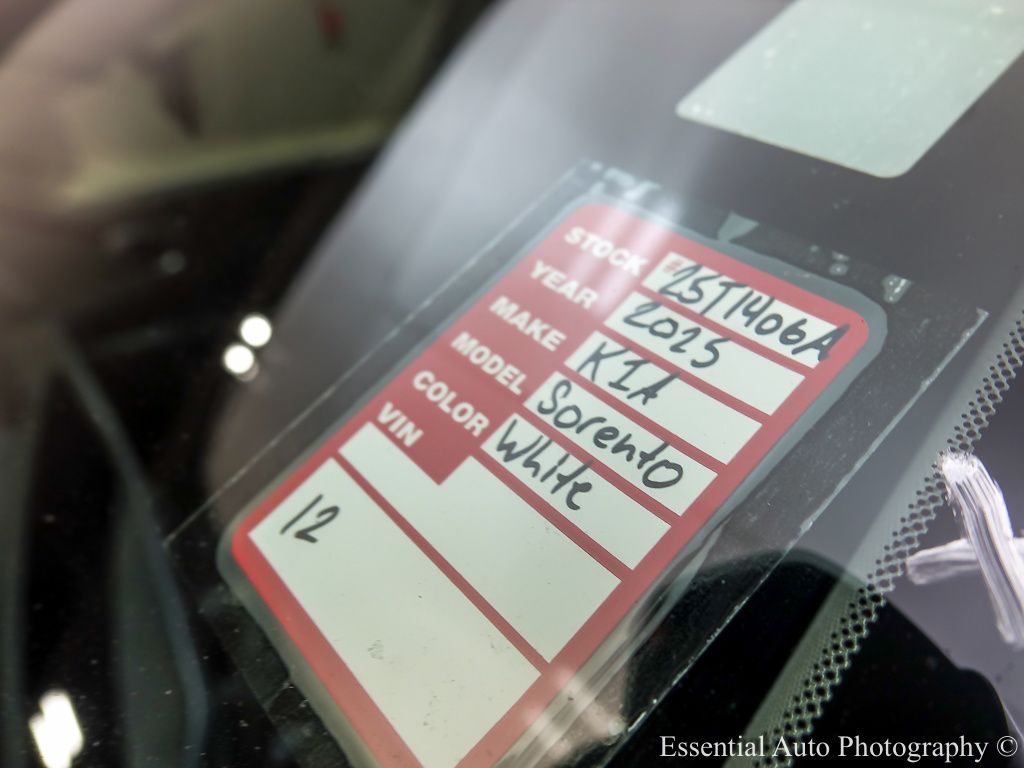 STOCK #25T1406A
YEAR 2025
MAKE KIA
MODEL Sorento
COLOR White
VIN
12
Essential Auto Photography ©